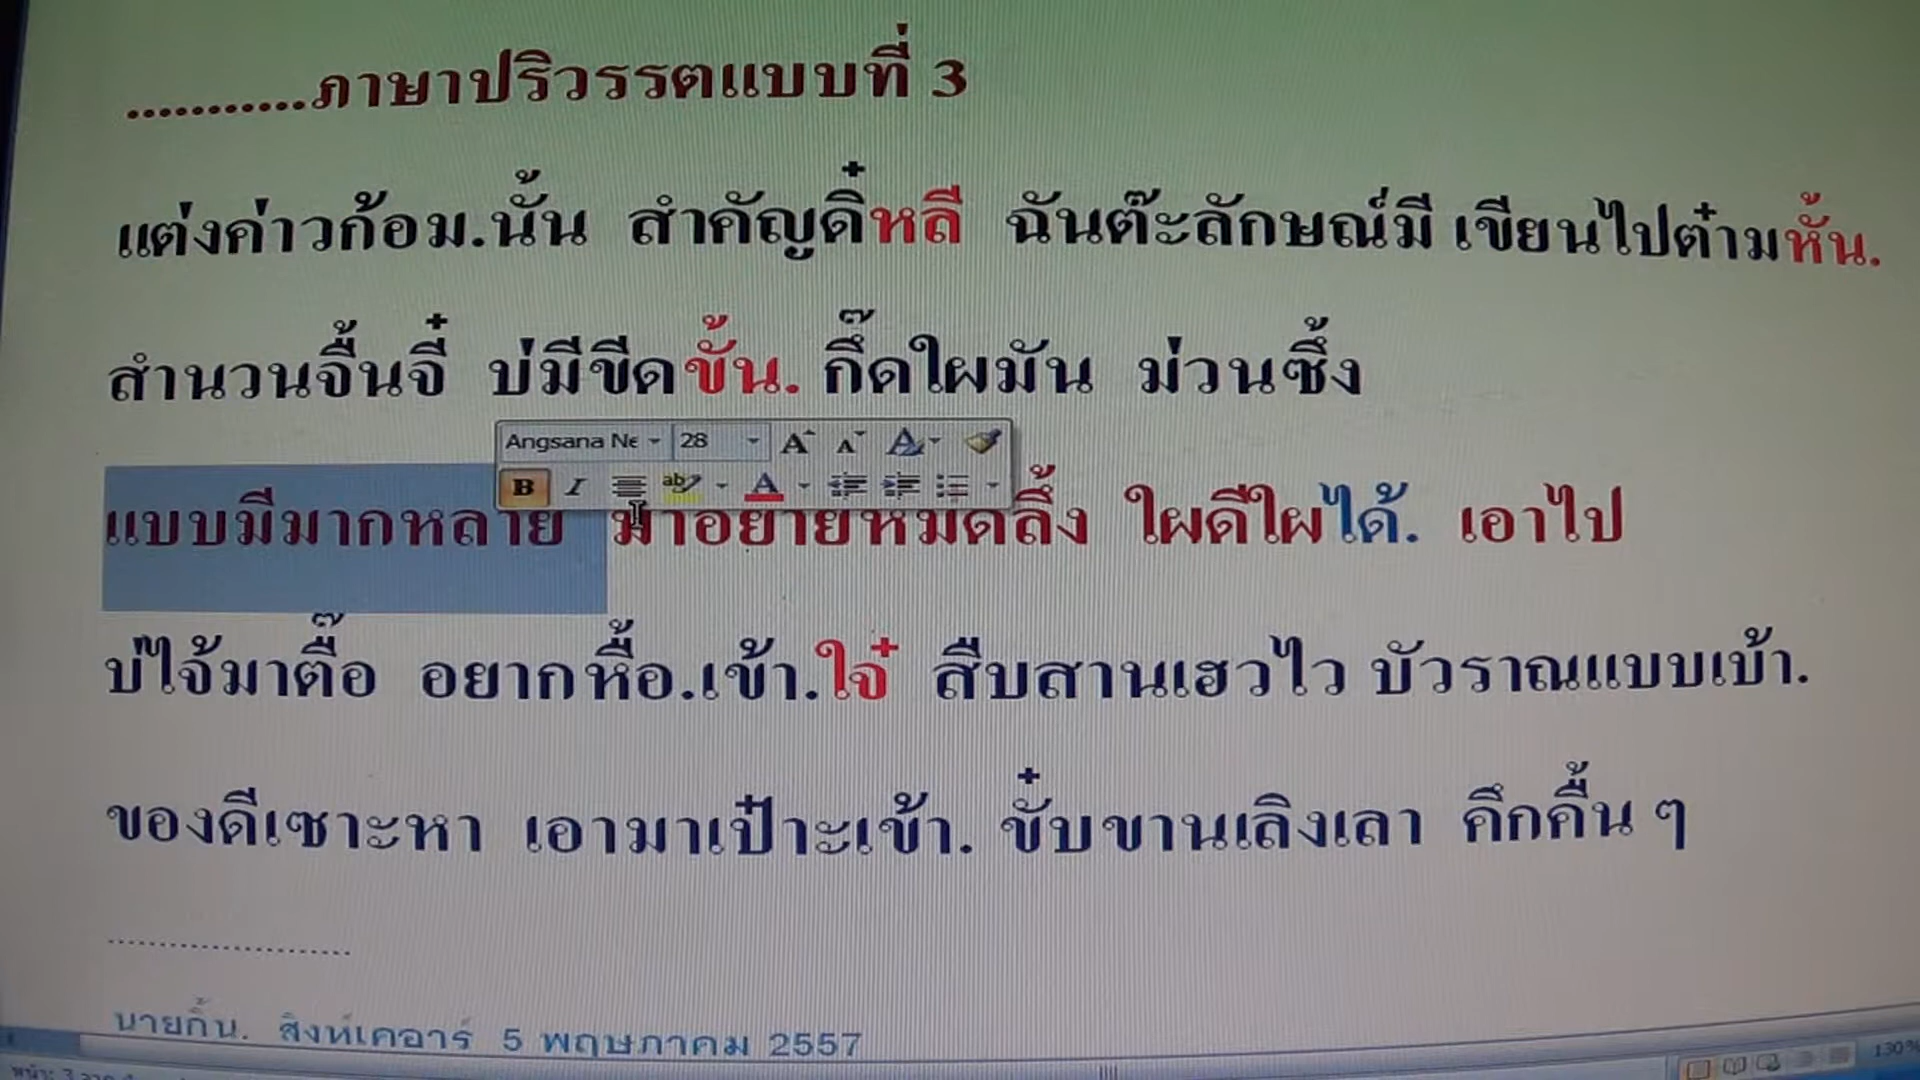 ...........ภาษาปริวรรตแบบที่ 3
แต่งค่าวก้อม.นั้น สำคัญดิ๋หลี ฉันต๊ะลักษณ์มี เขียนไปต๋ามหั้น.
สำนวนจื้นจี๋ บ่มีขีดขั้น. กึ๊ดใผมัน ม่วนซึ้ง
Angsana Ne 28
แบบมีมากหลาย ม้าอย้ายหมดลึ้ง ใผดีใผได้. เอาไป
บ่ไจ้มาตื๊อ อยากหื้อ.เข้า.ใจ๋ สืบสานเฮวไว บัวราณแบบเบ้า.
ของดีเซาะหา เอามาเป๋าะเข้า. ขั๋บขานเลิงเลา คึกคื้น ๆ
......................
นายกิ้น. สิงห์เคอาร์ 5 พฤษภาคม 2557
130%